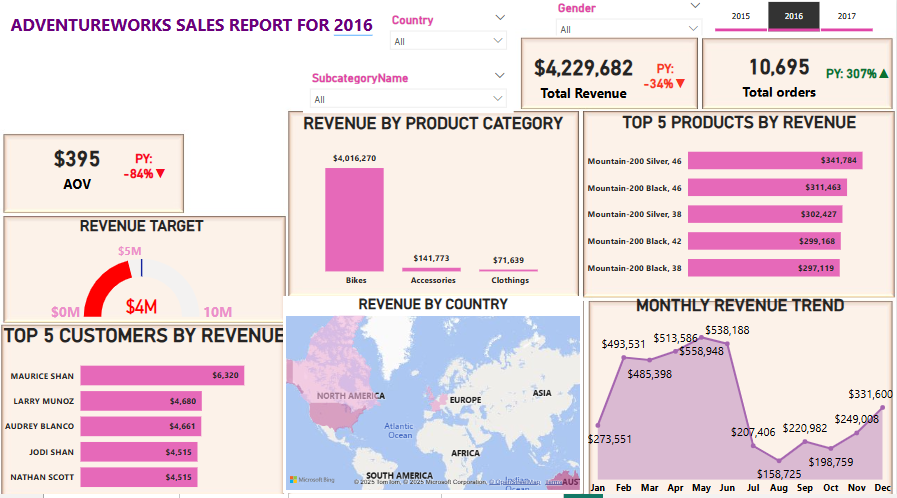 ADVENTUREWORKS SALES REPORT FOR 2016
Country
All
Gender
All
2015
2016
2017
SubcategoryName
All
$4,229,682
Total Revenue
PY:
-34%
10,695
Total orders
PY: 307%
$395
AOV
PY:
-84%
REVENUE TARGET
$5M
$0M
$4M
10M
REVENUE BY PRODUCT CATEGORY
$4,016,270
$141,773
$71,639
Bikes
Accessories
Clothings
TOP 5 PRODUCTS BY REVENUE
Mountain-200 Silver, 46
$341,784
Mountain-200 Black, 46
$311,463
Mountain-200 Silver, 38
$302,427
Mountain-200 Black, 42
$299,168
Mountain-200 Black, 38
$297,119
TOP 5 CUSTOMERS BY REVENUE
MAURICE SHAN
$6,320
LARRY MUNOZ
$4,680
AUDREY BLANCO
$4,661
JODI SHAN
$4,515
NATHAN SCOTT
$4,515
REVENUE BY COUNTRY
NORTH AMERICA
EUROPE
ASIA
Atlantic
Ocean
AFRICA
SOUTH AMERICA
Indian
Ocean
AUST
Microsoft Bing
© 2025 TomTom, © 2025 Microsoft Corporation, © OpenStreetMap Terms
MONTHLY REVENUE TREND
$273,551
$493,531
$485,398
$513,586
$558,948
$538,188
$207,406
$158,725
$220,982
$198,759
$249,008
$331,600
Jan
Feb
Mar
Apr
May
Jun
Jul
Aug
Sep
Oct
Nov
Dec